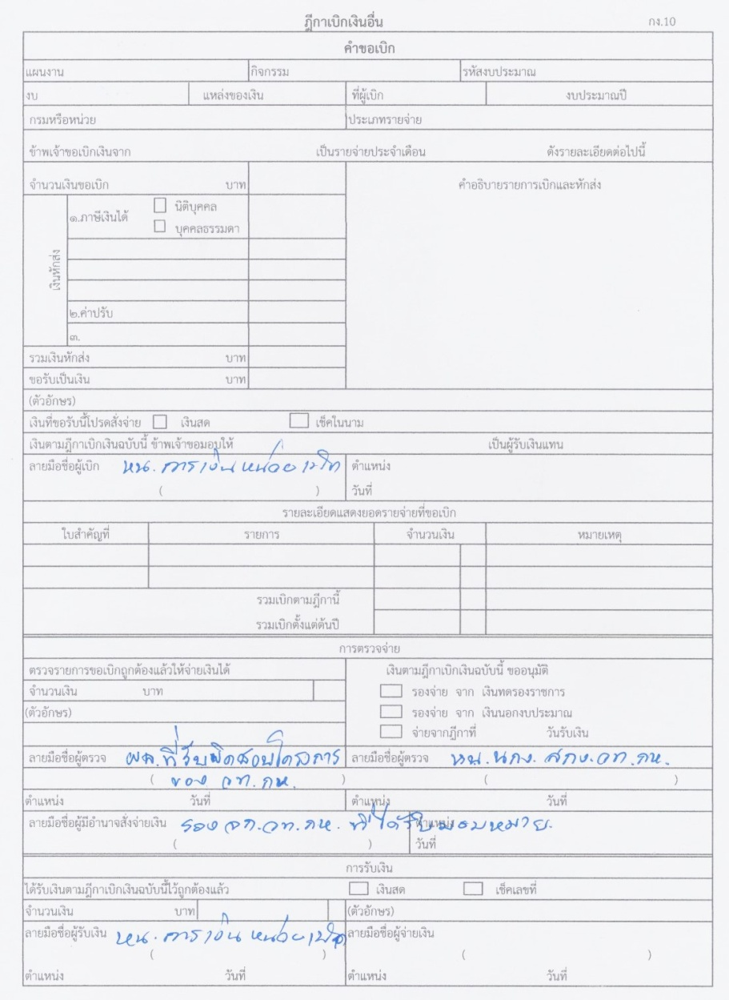 ฎีกาเบิกเงินอื่น กง.10
คำขอเบิก
แผนงาน กิจกรรม รหัสงบประมาณ
งบ แหล่งของเงิน ที่ผู้เบิก งบประมาณปี
กรมหรือหน่วย ประเภทรายจ่าย
ข้าพเจ้าขอเบิกเงินจาก เป็นรายจ่ายประจำเดือน ดังรายละเอียดต่อไปนี้
จำนวนเงินขอเบิก บาท คำอธิบายรายการเบิกและหักส่ง
เงินหักส่ง
๑.ภาษีเงินได้ นิติบุคคล
บุคคลธรรมดา
๒.ค่าปรับ
๓.
รวมเงินหักส่ง บาท
ขอรับเป็นเงิน บาท
(ตัวอักษร)
เงินที่ขอรับนี้โปรดสั่งจ่าย เงินสด เช็คในนาม
เงินตามฎีกาเบิกเงินฉบับนี้ ข้าพเจ้าขอมอบให้ เป็นผู้รับเงินแทน
ลายมือชื่อผู้เบิก หน.การเงิน หน่วยเบิก ตำแหน่ง
( ) วันที่
รายละเอียดแสดงยอดรายจ่ายที่ขอเบิก
ใบสำคัญที่ รายการ จำนวนเงิน หมายเหตุ
รวมเบิกตามฎีกานี้
รวมเบิกตั้งแต่ต้นปี
การตรวจจ่าย
ตรวจรายการขอเบิกถูกต้องแล้วให้จ่ายเงินได้ เงินตามฎีกาเบิกเงินฉบับนี้ ขออนุมัติ
จำนวนเงิน บาท รองจ่าย จาก เงินทดรองราชการ
(ตัวอักษร) รองจ่าย จาก เงินนอกงบประมาณ
จ่ายจากฎีกาที่ วันรับเงิน
ลายมือชื่อผู้ตรวจ ผอ.ที่รับผิดชอบโครงการ ลายมือชื่อผู้ตรวจ หน.นกง. สกง.วท.กห.
( ของ วท.กห. ) ( )
ตำแหน่ง วันที่ ตำแหน่ง วันที่
ลายมือชื่อผู้มีอำนาจสั่งจ่ายเงิน รอง จก.วท.กห. ที่ได้รับมอบหมาย. ตำแหน่ง
( ) วันที่
การรับเงิน
ได้รับเงินตามฎีกาเบิกเงินฉบับนี้ไว้ถูกต้องแล้ว เงินสด เช็คเลขที่
จำนวนเงิน บาท (ตัวอักษร)
ลายมือชื่อผู้รับเงิน หน.การเงิน หน่วยเบิก ลายมือชื่อผู้จ่ายเงิน
( ) ( )
ตำแหน่ง วันที่ ตำแหน่ง วันที่